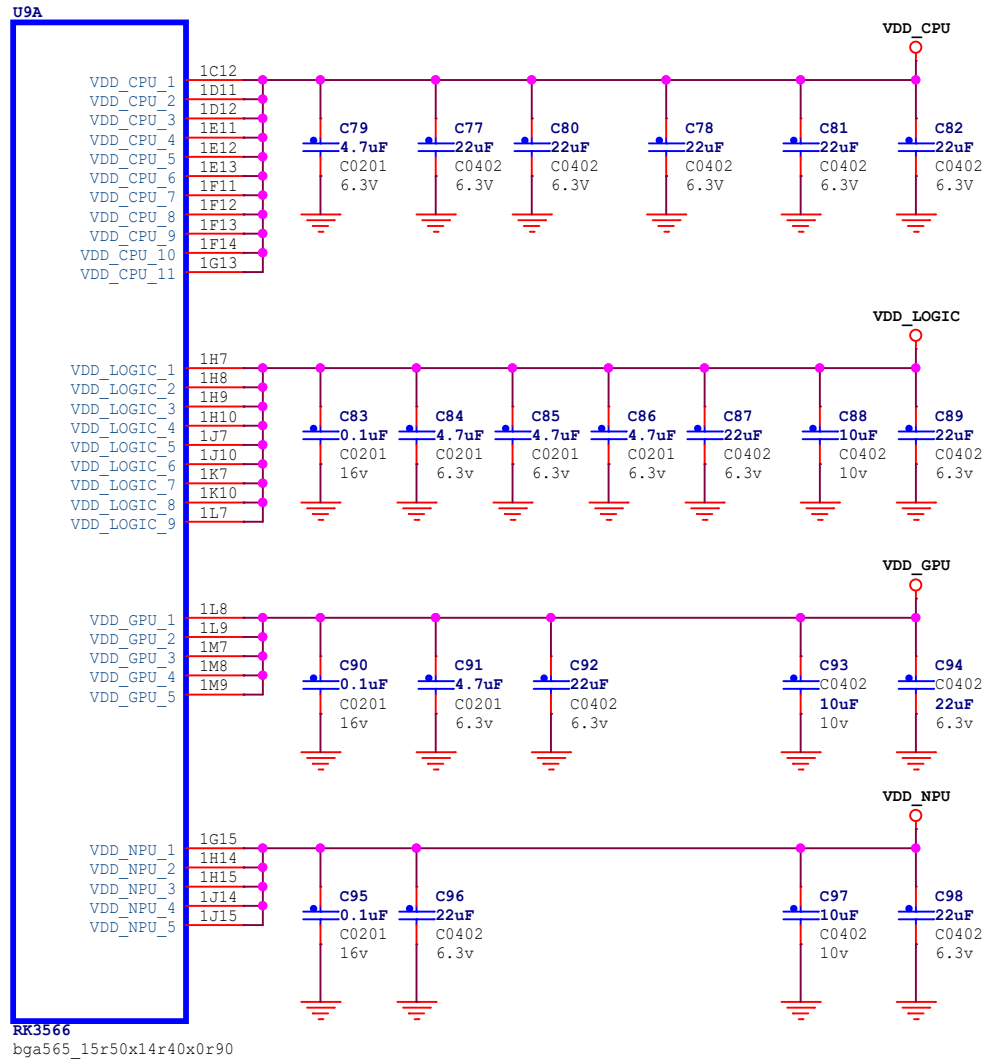 U9A
VDD_CPU
VDD_CPU_1 1C12
VDD_CPU_2 1D11
VDD_CPU_3 1D12
VDD_CPU_4 1E11
VDD_CPU_5 1E12
VDD_CPU_6 1E13
VDD_CPU_7 1F11
VDD_CPU_8 1F12
VDD_CPU_9 1F13
VDD_CPU_10 1F14
VDD_CPU_11 1G13
C79 C77 C80 C78 C81 C82
4.7uF 22uF 22uF 22uF 22uF 22uF
C0201 C0402 C0402 C0402 C0402 C0402
6.3V 6.3V 6.3V 6.3V 6.3V 6.3V
VDD_LOGIC
VDD_LOGIC_1 1H7
VDD_LOGIC_2 1H8
VDD_LOGIC_3 1H9
VDD_LOGIC_4 1H10
VDD_LOGIC_5 1J7
VDD_LOGIC_6 1J10
VDD_LOGIC_7 1K7
VDD_LOGIC_8 1K10
VDD_LOGIC_9 1L7
C83 C84 C85 C86 C87 C88 C89
0.1uF 4.7uF 4.7uF 4.7uF 22uF 10uF 22uF
C0201 C0201 C0201 C0201 C0402 C0402 C0402
16v 6.3v 6.3v 6.3v 6.3v 10v 6.3v
VDD_GPU
VDD_GPU_1 1L8
VDD_GPU_2 1L9
VDD_GPU_3 1M7
VDD_GPU_4 1M8
VDD_GPU_5 1M9
C90 C91 C92 C93 C94
0.1uF 4.7uF 22uF C0402 C0402
C0201 C0201 C0402 10uF 22uF
16v 6.3v 6.3v 10v 6.3v
VDD_NPU
VDD_NPU_1 1G15
VDD_NPU_2 1H14
VDD_NPU_3 1H15
VDD_NPU_4 1J14
VDD_NPU_5 1J15
C95 C96 C97 C98
0.1uF 22uF 10uF 22uF
C0201 C0402 C0402 C0402
16v 6.3v 10v 6.3v
RK3566
bga565_15r50x14r40x0r90